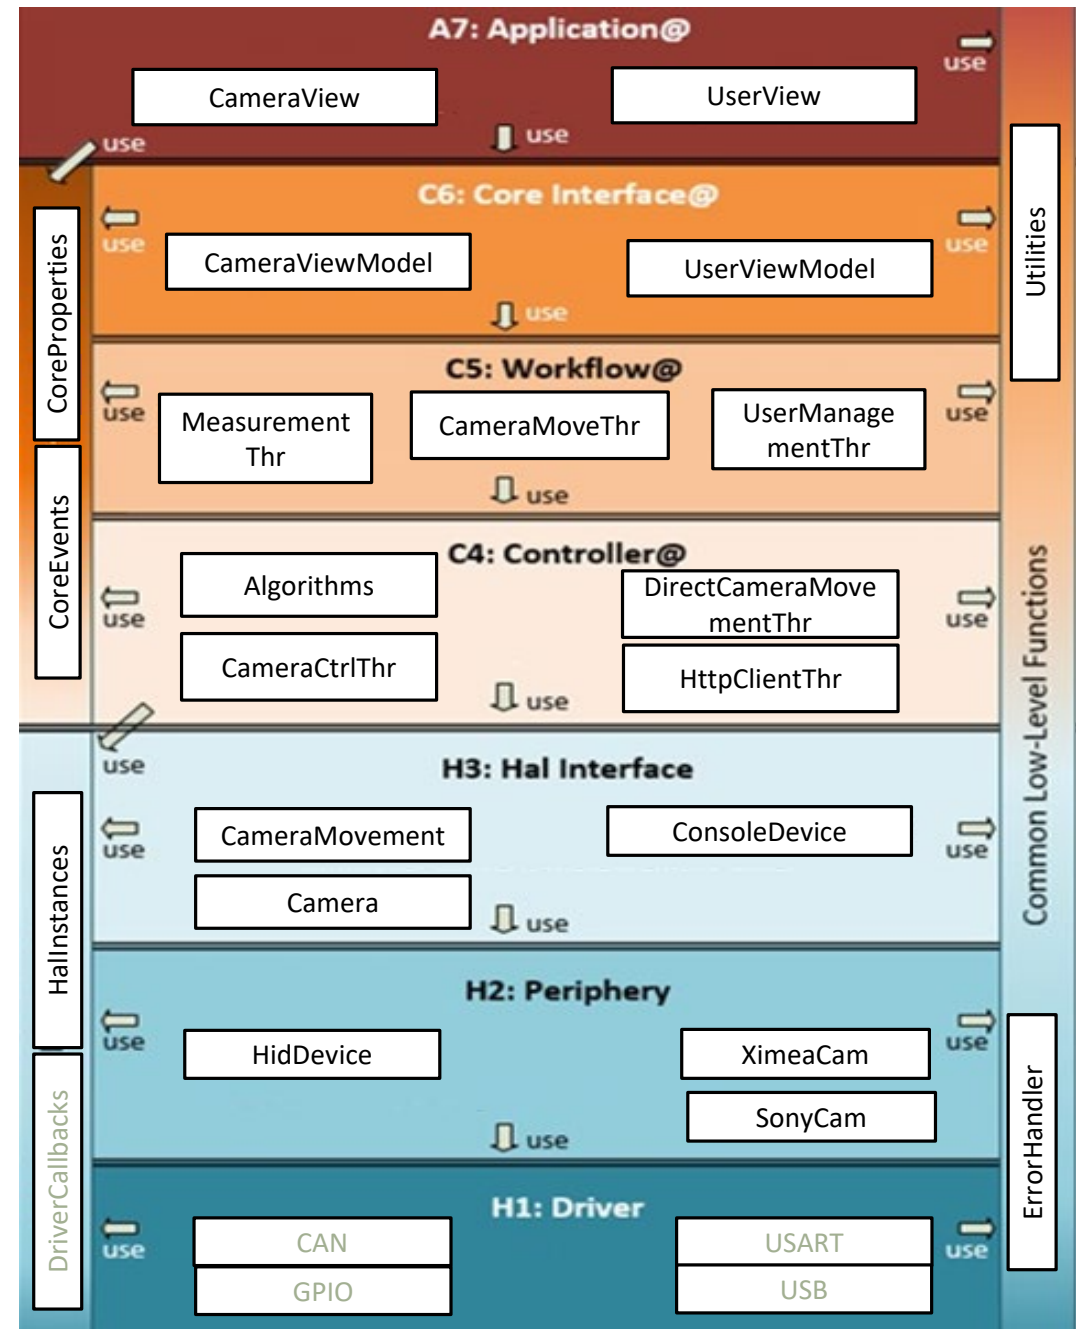 A7: Application@
use
CameraView
UserView
use
use
C6: Core Interface@
use
use
CameraViewModel
UserViewModel
use
C5: Workflow@
use
use
Measurement
Thr
CameraMoveThr
UserManage
mentThr
use
C4: Controller@
Algorithms
DirectCameraMove
mentThr
use
use
CameraCtrlThr
HttpClientThr
use
use
H3: Hal Interface
CameraMovement
ConsoleDevice
use
use
Camera
use
H2: Periphery
use
use
HidDevice
XimeaCam
SonyCam
use
H1: Driver
CAN
USART
use
use
GPIO
USB
CoreProperties
CoreEvents
HalInstances
DriverCallbacks
Utilities
Common Low-Level Functions
ErrorHandler